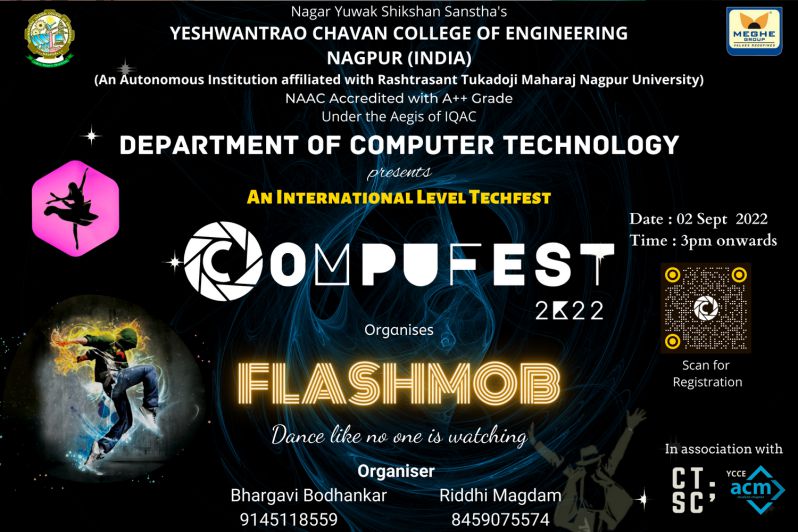 Nagar Yuwak Shikshan Sanstha's
YESHWANTRAO CHAVAN COLLEGE OF ENGINEERING
NAGPUR (INDIA)
(An Autonomous Institution affiliated with Rashtrasant Tukadoji Maharaj Nagpur University)
NAAC Accredited with A++ Grade
Under the Aegis of IQAC
MEGHE
GROUP
VALUES REDEFINED
DEPARTMENT OF COMPUTER TECHNOLOGY
presents
AN INTERNATIONAL LEVEL TECHFEST
COMPUFEST
2K22
Date : 02 Sept 2022
Time : 3pm onwards
Scan for
Registration
Organises
FLASHMOB
Dance like no one is watching
Organiser
Bhargavi Bodhankar Riddhi Magdam
9145118559 8459075574
In association with
CT
SC;
YCCE
acm